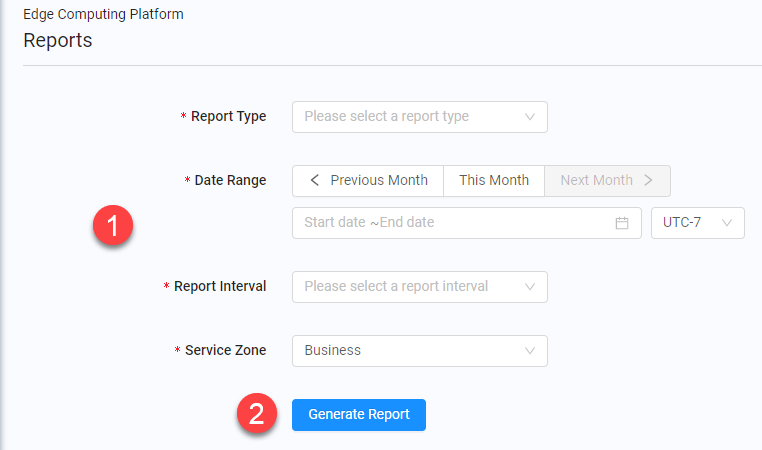 Edge Computing Platform
Reports
* Report Type Please select a report type
* Date Range Previous Month This Month Next Month
1
Start date ~End date UTC-7
* Report Interval Please select a report interval
* Service Zone Business
2 Generate Report